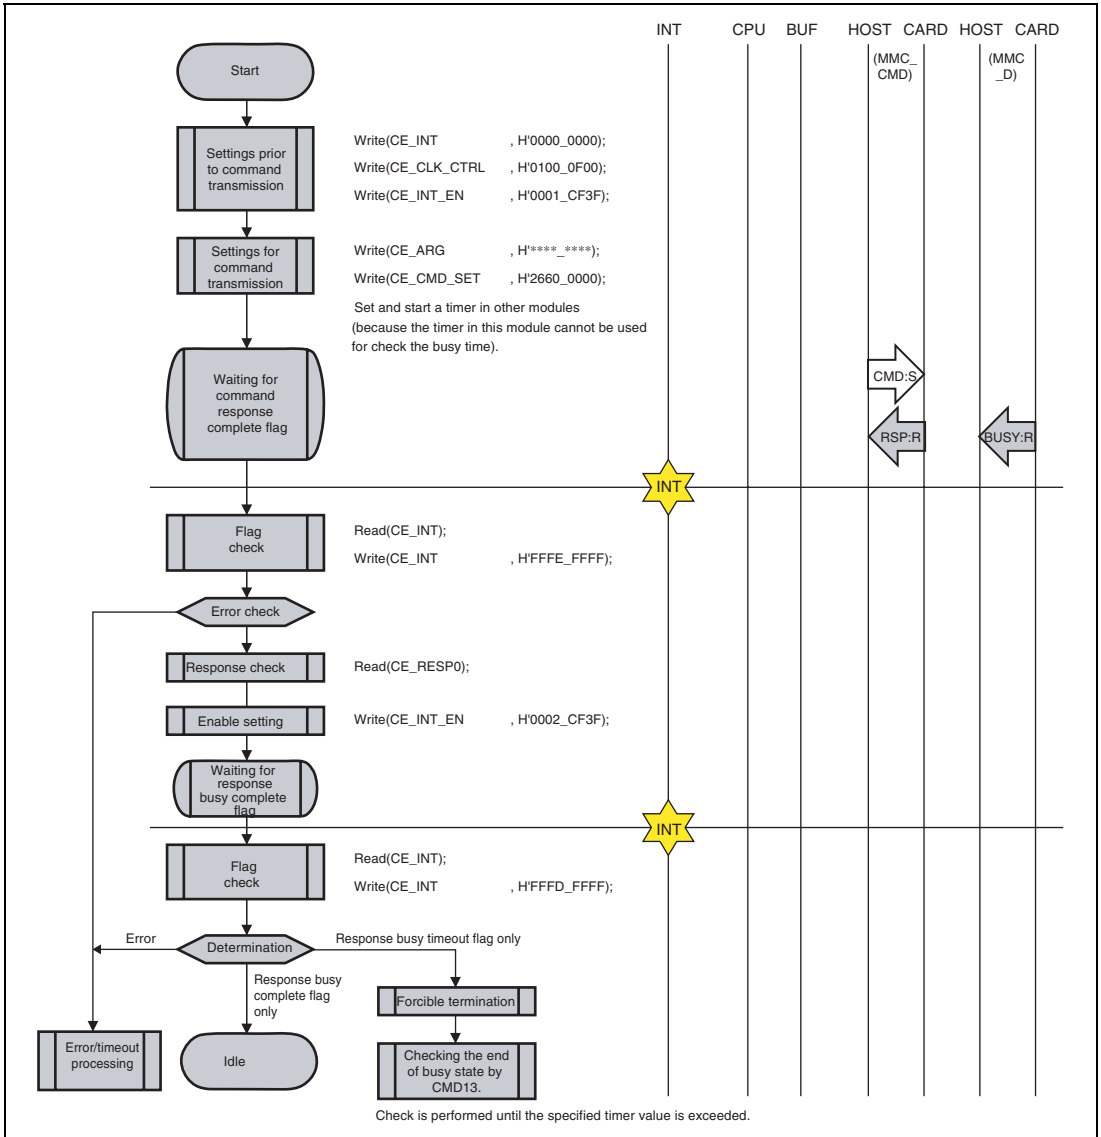 INT CPU BUF HOST CARD HOST CARD
(MMC_
CMD)
(MMC
_D)
Start
Settings prior
to command
transmission
Write(CE_INT , H'0000_0000);
Write(CE_CLK_CTRL , H'0100_0F00);
Write(CE_INT_EN , H'0001_CF3F);
Settings for
command
transmission
Write(CE_ARG , H'****_****);
Write(CE_CMD_SET , H'2660_0000);
Set and start a timer in other modules
(because the timer in this module cannot be used
for check the busy time).
Waiting for
command
response
complete flag
CMD:S
RSP:R
BUSY:R
INT
Flag
check
Read(CE_INT);
Write(CE_INT , H'FFFE_FFFF);
Error check
Response check
Read(CE_RESP0);
Enable setting
Write(CE_INT_EN , H'0002_CF3F);
Waiting for
response
busy complete
flag
INT
Flag
check
Read(CE_INT);
Write(CE_INT , H'FFFD_FFFF);
Error
Determination
Response busy timeout flag only
Response busy
complete flag
only
Forcible termination
Error/timeout
processing
Idle
Checking the end
of busy state by
CMD13.
Check is performed until the specified timer value is exceeded.